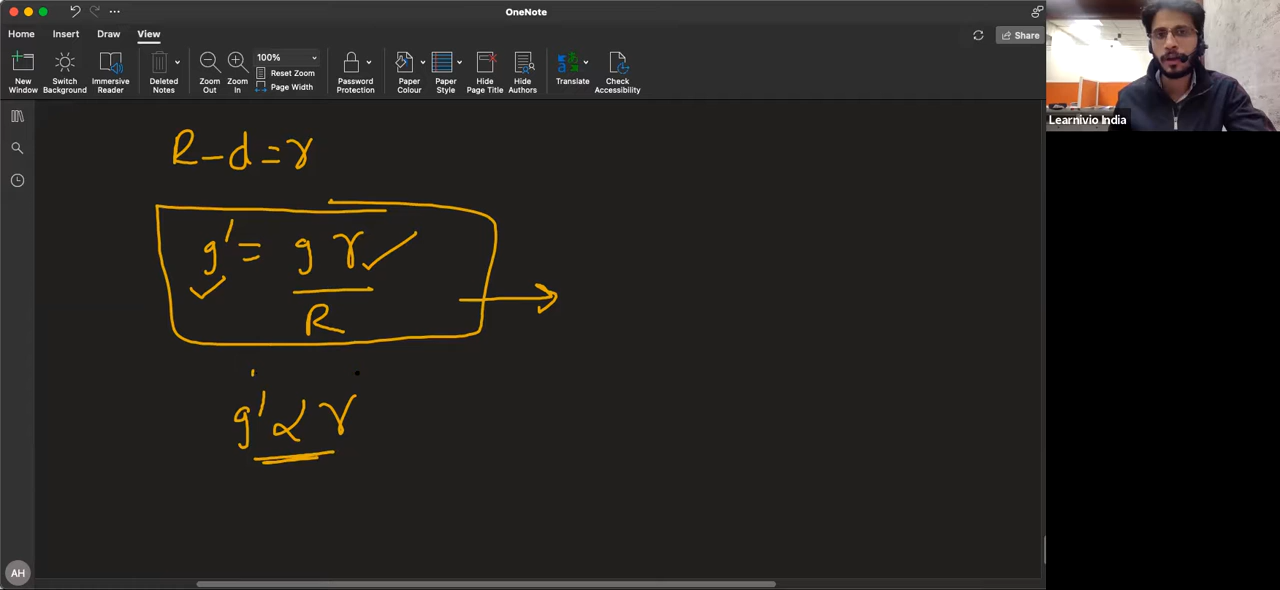 OneNote
Home Insert Draw View
Share
New Window
Switch Background
Immersive Reader
Deleted Notes
Zoom Out
Zoom In
100%
Reset Zoom
Page Width
Password Protection
Paper Colour
Paper Style
Hide Page Title
Hide Authors
Translate
Check Accessibility
Learnivio India
R - d = r
g' = g r / R
g' α r
AH